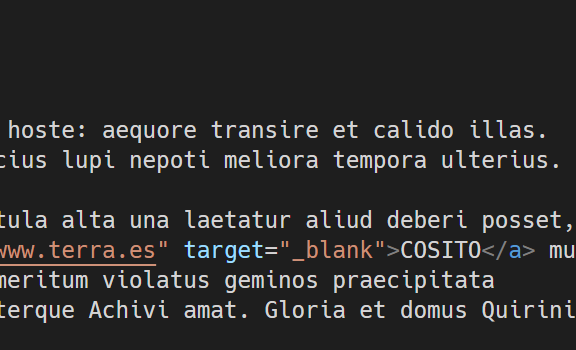 hoste: aequore transire et calido illas.
cius lupi nepoti meliora tempora ulterius.
tula alta una laetatur aliud deberi posset,
www.terra.es" target="_blank">COSITO</a> mu
meritum violatus geminos praecipitata
terque Achivi amat. Gloria et domus Quirini